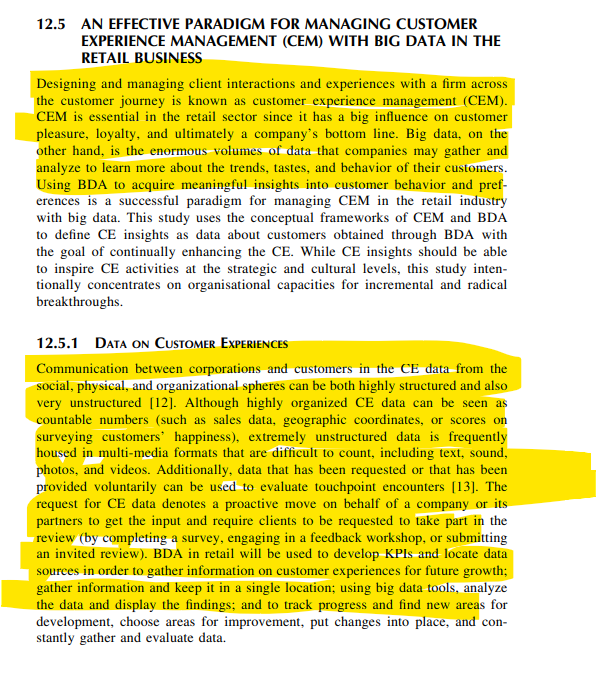 12.5 AN EFFECTIVE PARADIGM FOR MANAGING CUSTOMER
EXPERIENCE MANAGEMENT (CEM) WITH BIG DATA IN THE
RETAIL BUSINESS
Designing and managing client interactions and experiences with a firm across
the customer journey is known as customer experience management (CEM).
CEM is essential in the retail sector since it has a big influence on customer
pleasure, loyalty, and ultimately a company's bottom line. Big data, on the
other hand, is the enormous volumes of data that companies may gather and
analyze to learn more about the trends, tastes, and behavior of their customers.
Using BDA to acquire meaningful insights into customer behavior and pref-
erences is a successful paradigm for managing CEM in the retail industry
with big data. This study uses the conceptual frameworks of CEM and BDA
to define CE insights as data about customers obtained through BDA with
the goal of continually enhancing the CE. While CE insights should be able
to inspire CE activities at the strategic and cultural levels, this study inten-
tionally concentrates on organisational capacities for incremental and radical
breakthroughs.
12.5.1 DATA ON CUSTOMER EXPERIENCES
Communication between corporations and customers in the CE data from the
social, physical, and organizational spheres can be both highly structured and also
very unstructured [12]. Although highly organized CE data can be seen as
countable numbers (such as sales data, geographic coordinates, or scores on
surveying customers' happiness), extremely unstructured data is frequently
housed in multi-media formats that are difficult to count, including text, sound,
photos, and videos. Additionally, data that has been requested or that has been
provided voluntarily can be used to evaluate touchpoint encounters [13]. The
request for CE data denotes a proactive move on behalf of a company or its
partners to get the input and require clients to be requested to take part in the
review (by completing a survey, engaging in a feedback workshop, or submitting
an invited review). BDA in retail will be used to develop KPIs and locate data
sources in order to gather information on customer experiences for future growth;
gather information and keep it in a single location; using big data tools, analyze
the data and display the findings; and to track progress and find new areas for
development, choose areas for improvement, put changes into place, and con-
stantly gather and evaluate data.